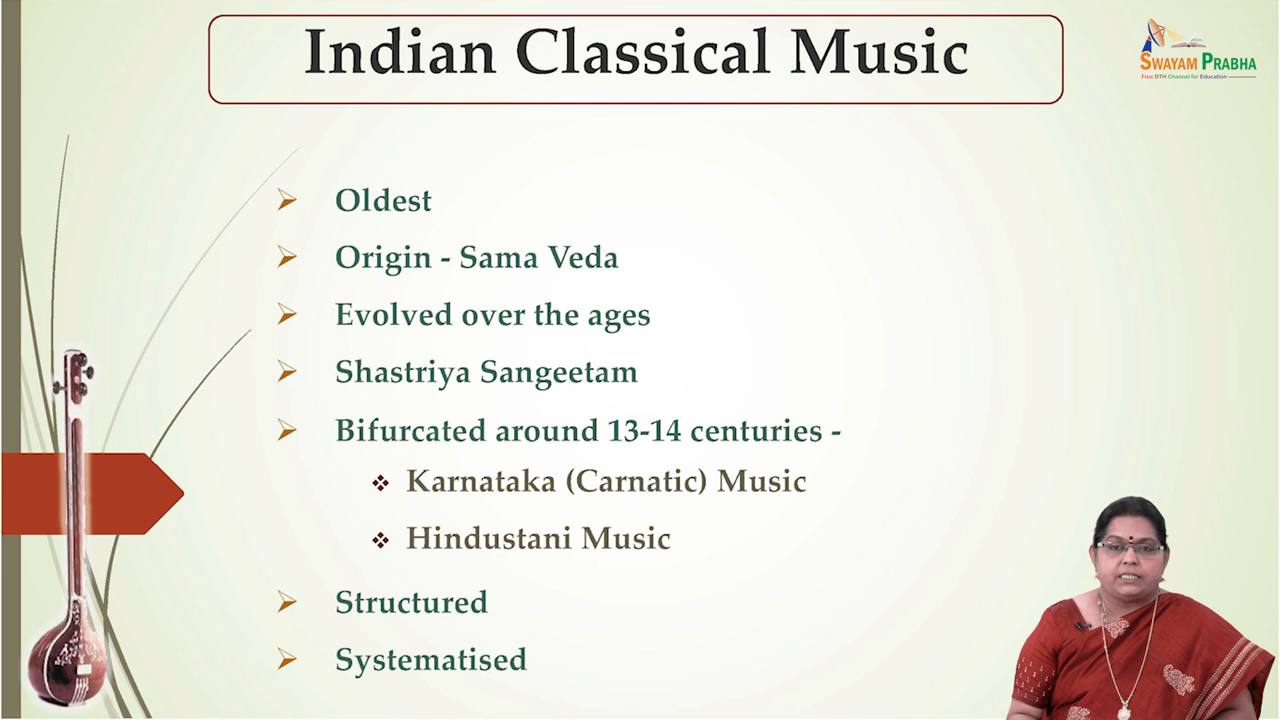 Indian Classical Music
SWAYAM PRABHA
Free DTH Channel for Education
Oldest
Origin - Sama Veda
Evolved over the ages
Shastriya Sangeetam
Bifurcated around 13-14 centuries -
Karnataka (Carnatic) Music
Hindustani Music
Structured
Systematised